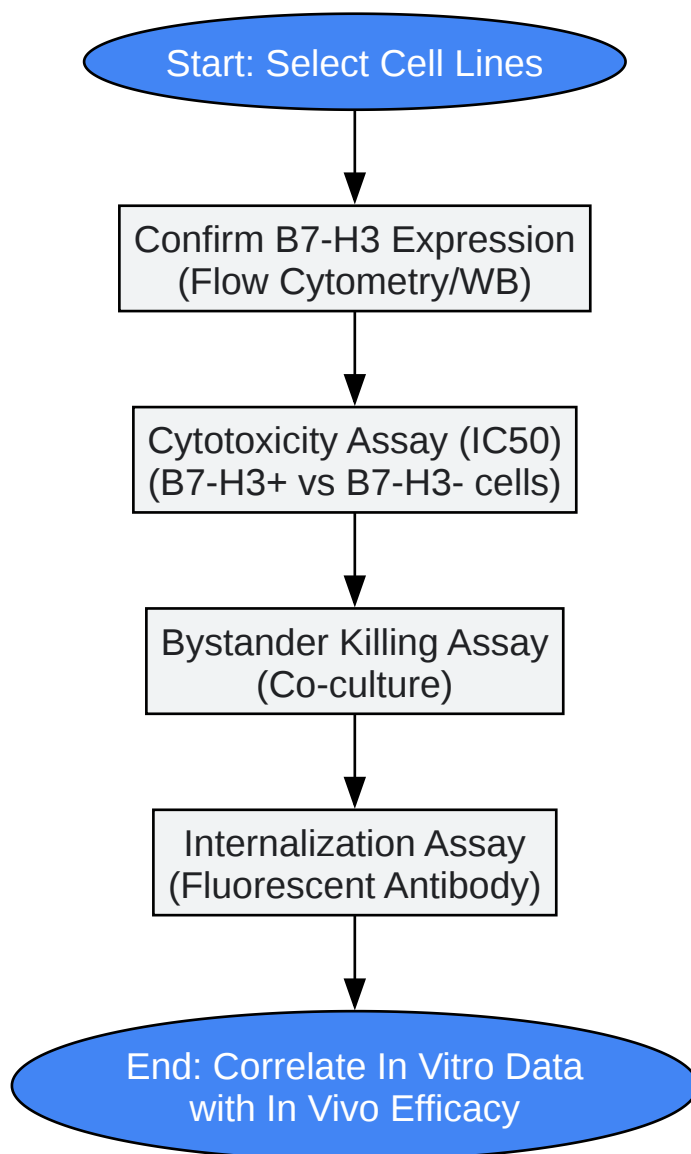 Start: Select Cell Lines
Confirm B7-H3 Expression
(Flow Cytometry/WB)
Cytotoxicity Assay (IC50)
(B7-H3+ vs B7-H3- cells)
Bystander Killing Assay
(Co-culture)
Internalization Assay
(Fluorescent Antibody)
End: Correlate In Vitro Data
with In Vivo Efficacy